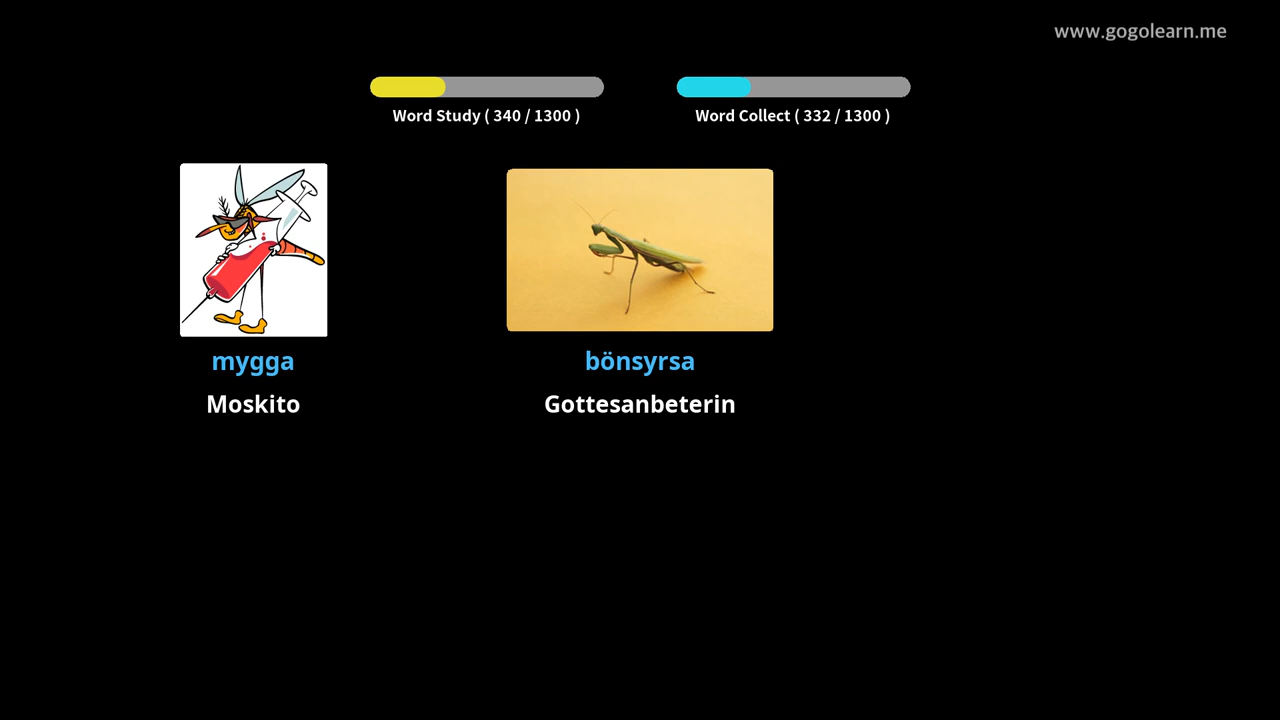 www.gogolearn.me
Word Study ( 340 / 1300 )
Word Collect ( 332 / 1300 )
mygga
bönsyrsa
Moskito
Gottesanbeterin